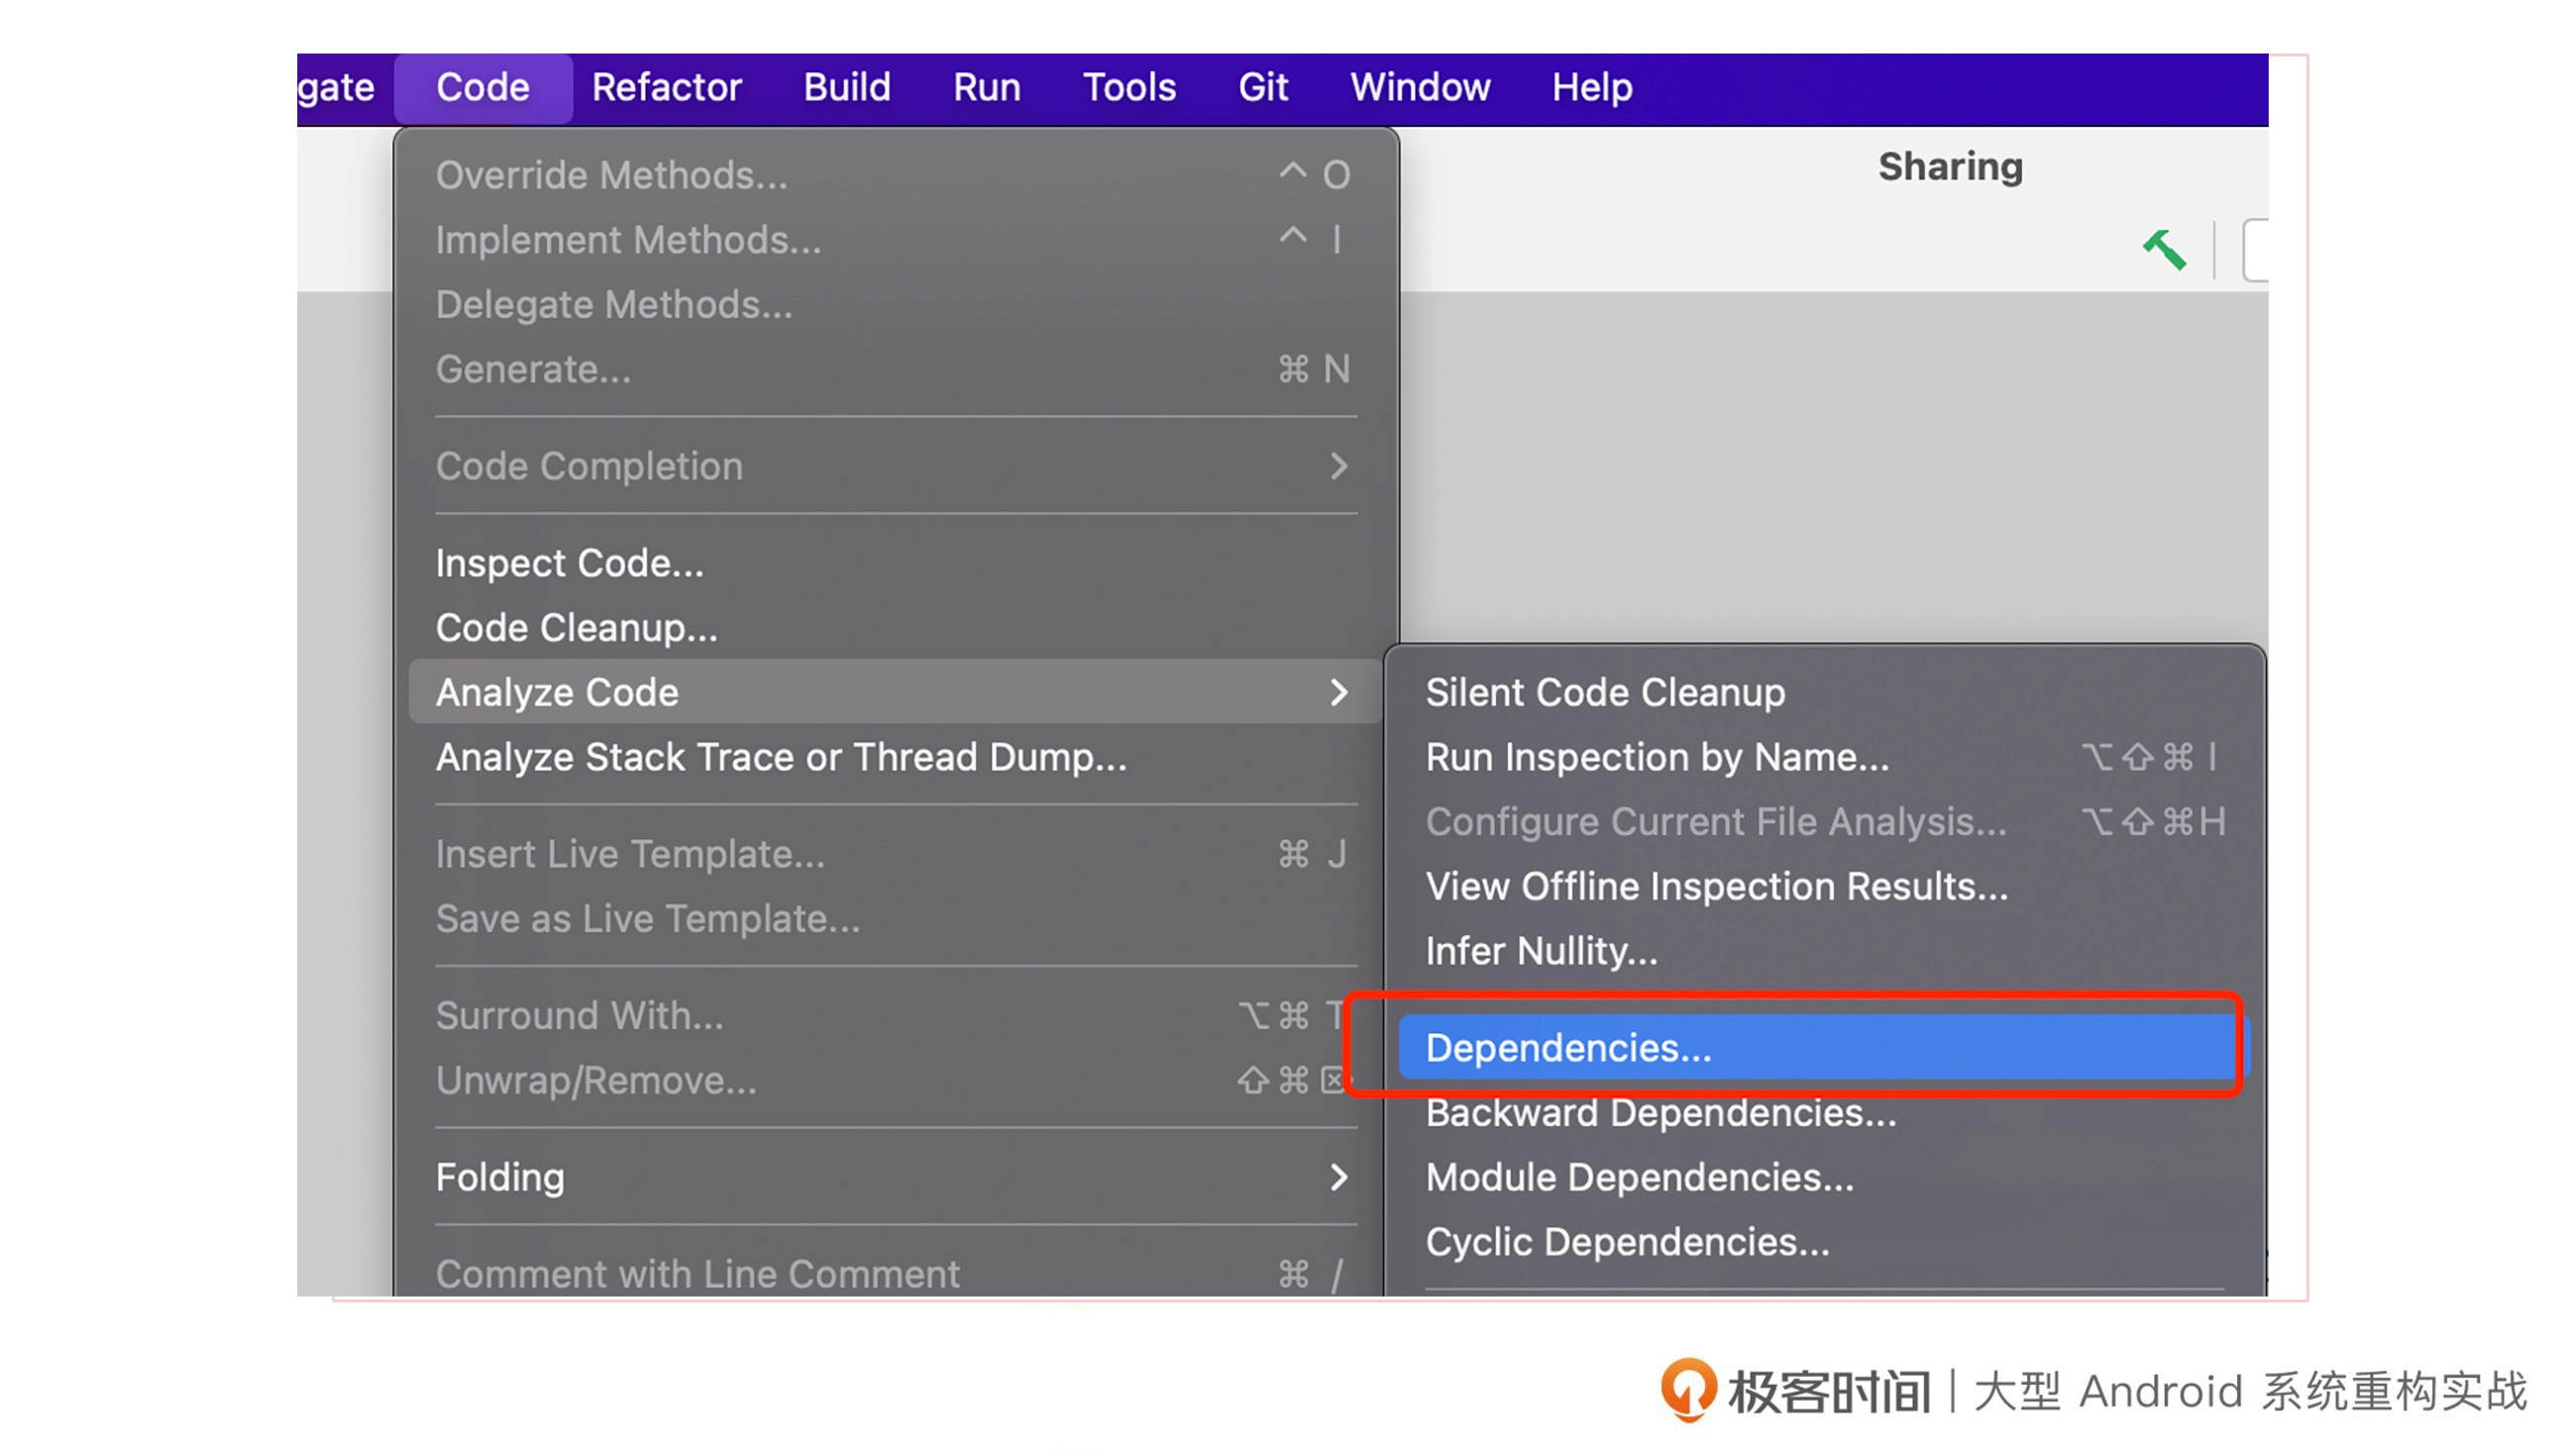 gate Code Refactor Build Run Tools Git Window Help
Sharing
Override Methods... ^ O
Implement Methods... ^ I
Delegate Methods...
Generate... ⌘ N
Code Completion >
Inspect Code...
Code Cleanup...
Analyze Code >
Analyze Stack Trace or Thread Dump...
Insert Live Template... ⌘ J
Save as Live Template...
Surround With... ⌥⌘ T
Unwrap/Remove... ⇧⌘⌦
Folding >
Comment with Line Comment ⌘ /
Silent Code Cleanup
Run Inspection by Name... ⌥⇧⌘ I
Configure Current File Analysis... ⌥⇧⌘H
View Offline Inspection Results...
Infer Nullity...
Dependencies...
Backward Dependencies...
Module Dependencies...
Cyclic Dependencies...
极客时间 | 大型 Android 系统重构实战